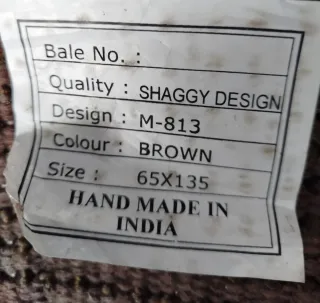 Bale No. :
Quality : SHAGGY DESIGN
Design : M-813
Colour : BROWN
Size : 65X135
HAND MADE IN
INDIA